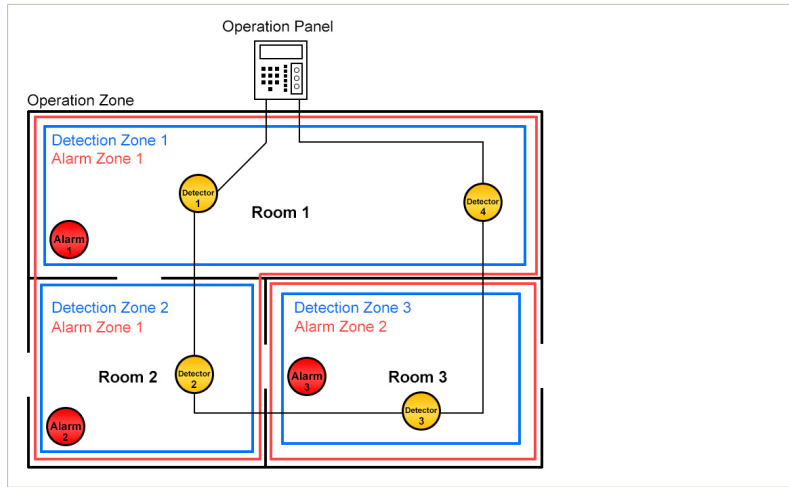 Operation Panel
Operation Zone
Detection Zone 1
Alarm Zone 1
Detector
1
Room 1
Detector
4
Alarm
1
Detection Zone 2
Alarm Zone 1
Detection Zone 3
Alarm Zone 2
Room 2
Detector
2
Alarm
3
Room 3
Detector
3
Alarm
2